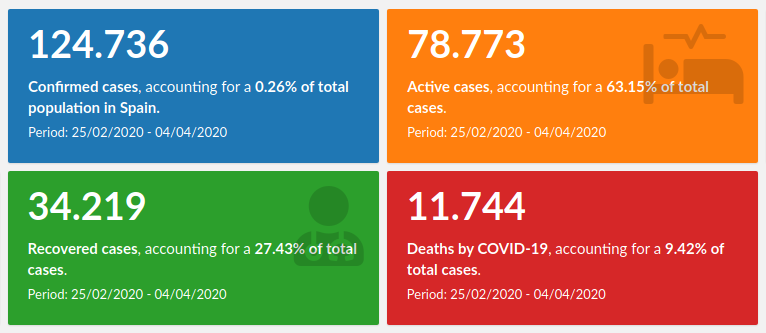 124.736
Confirmed cases, accounting for a 0.26% of total
population in Spain.
Period: 25/02/2020 - 04/04/2020
78.773
Active cases, accounting for a 63.15% of total
cases.
Period: 25/02/2020 - 04/04/2020
34.219
Recovered cases, accounting for a 27.43% of total
cases.
Period: 25/02/2020 - 04/04/2020
11.744
Deaths by COVID-19, accounting for a 9.42% of
total cases.
Period: 25/02/2020 - 04/04/2020